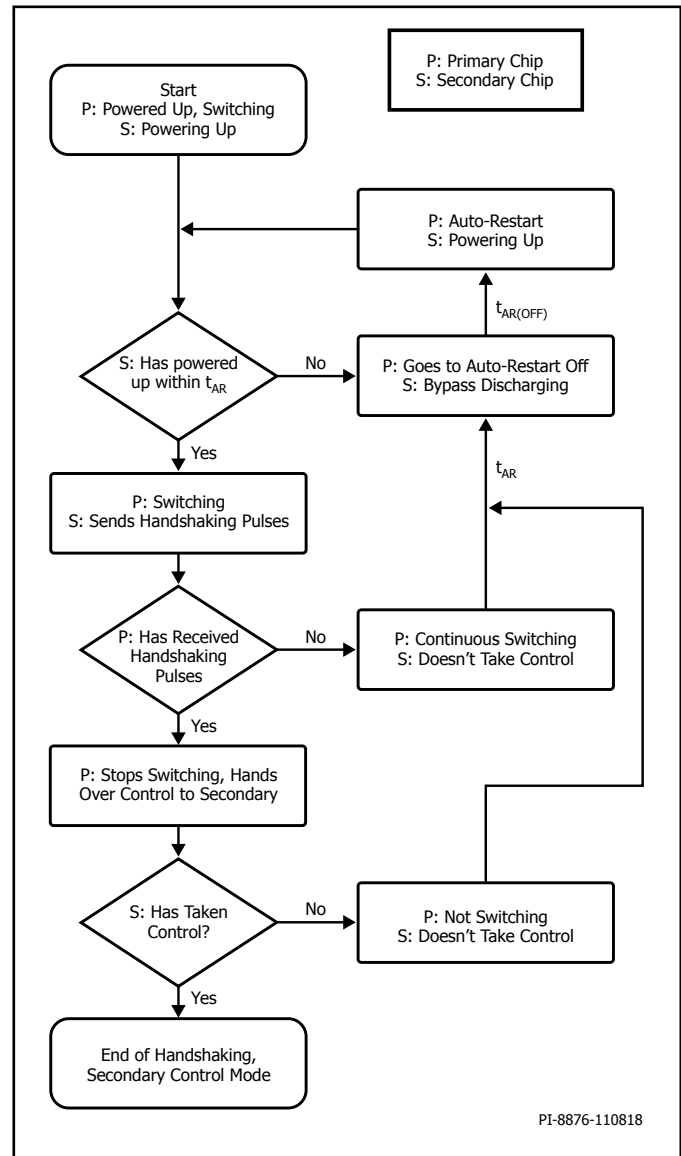 P: Primary Chip
S: Secondary Chip
Start
P: Powered Up, Switching
S: Powering Up
P: Auto-Restart
S: Powering Up
tAR(OFF)
S: Has powered
up within tAR
No
P: Goes to Auto-Restart Off
S: Bypass Discharging
Yes
tAR
P: Switching
S: Sends Handshaking Pulses
P: Has Received
Handshaking
Pulses
No
P: Continuous Switching
S: Doesn't Take Control
Yes
P: Stops Switching, Hands
Over Control to Secondary
S: Has Taken
Control?
No
P: Not Switching
S: Doesn't Take Control
Yes
End of Handshaking,
Secondary Control Mode
PI-8876-110818